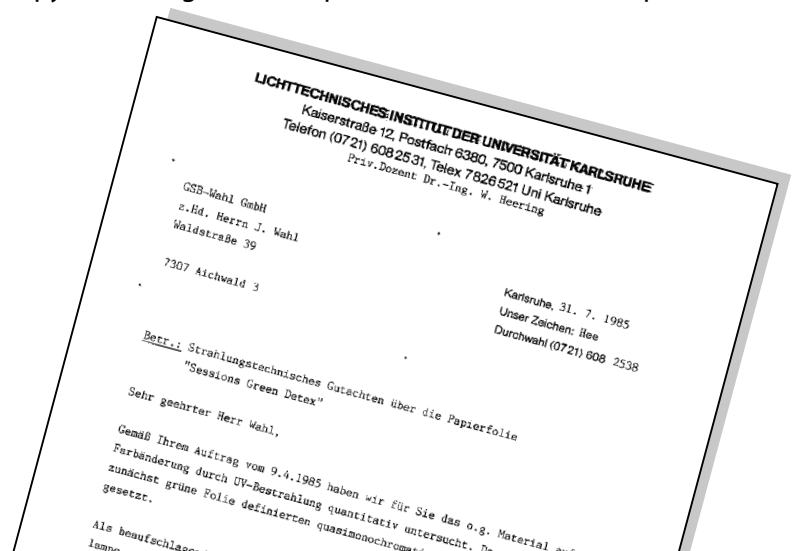 LICHTTECHNISCHES INSTITUT DER UNIVERSITÄT KARLSRUHE
Kaiserstraße 12, Postfach 6380, 7500 Karlsruhe 1
Telefon (0721) 608 2531, Telex 7826521 Uni Karlsruhe
Priv.Dozent Dr.-Ing. W. Heering
GSB-Wahl GmbH
z.Hd. Herrn J. Wahl
Waldstraße 39
7307 Aichwald 3
Karlsruhe, 31. 7. 1985
Unser Zeichen: Hee
Durchwahl (0721) 608 2538
Betr.: Strahlungstechnisches Gutachten über die Papierfolie
"Sessions Green Detex"
Sehr geehrter Herr Wahl,
Gemäß Ihrem Auftrag vom 9.4.1985 haben wir für Sie das o.g. Material
Farbänderung durch UV-Bestrahlung quantitativ untersucht.
zunächst grüne Folie definierten
gesetzt.
Als